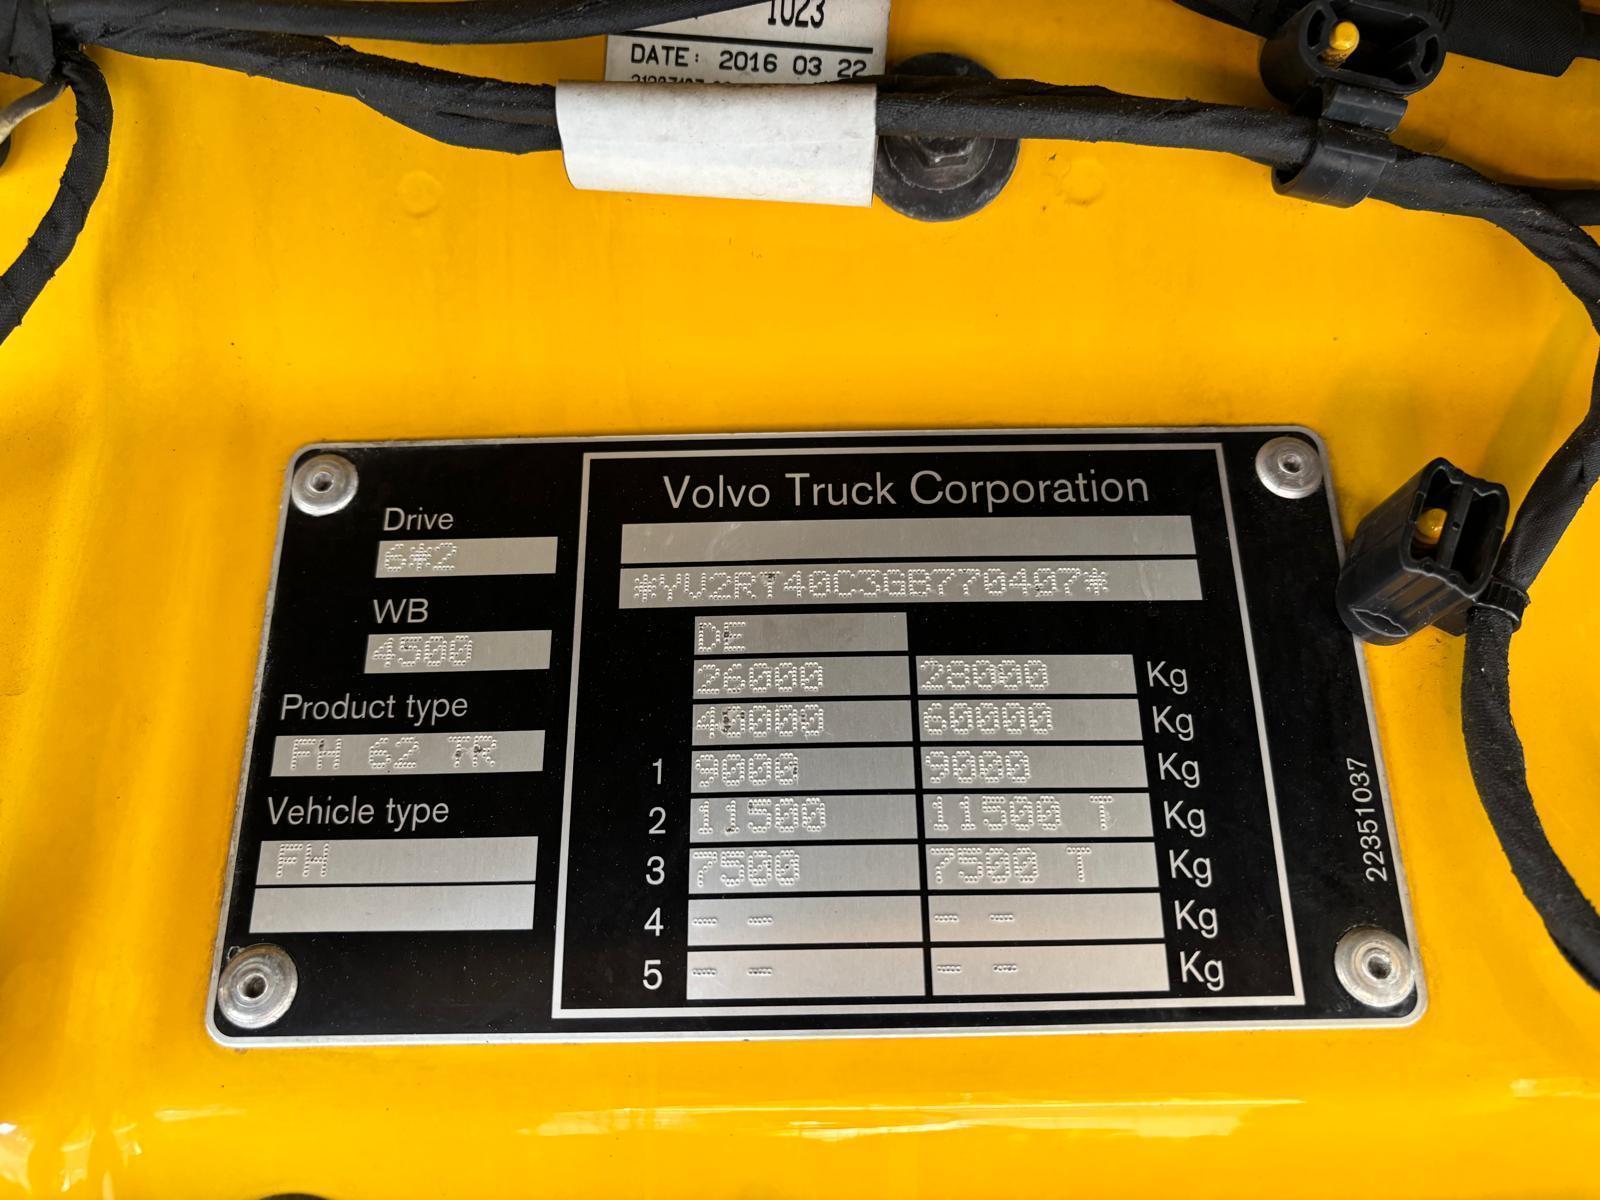 1023
DATE: 2016 03 22
Volvo Truck Corporation
Drive
6*2
*YV2RT40C3GB770407*
WB
4500
DE
26000 28000 Kg
Product type
40000 60000 Kg
FH 62 TR
1 9000 9000 Kg
Vehicle type
2 11500 11500 T Kg
FH
3 7500 7500 T Kg
4 -- -- -- -- Kg
5 -- -- -- -- Kg
22351037